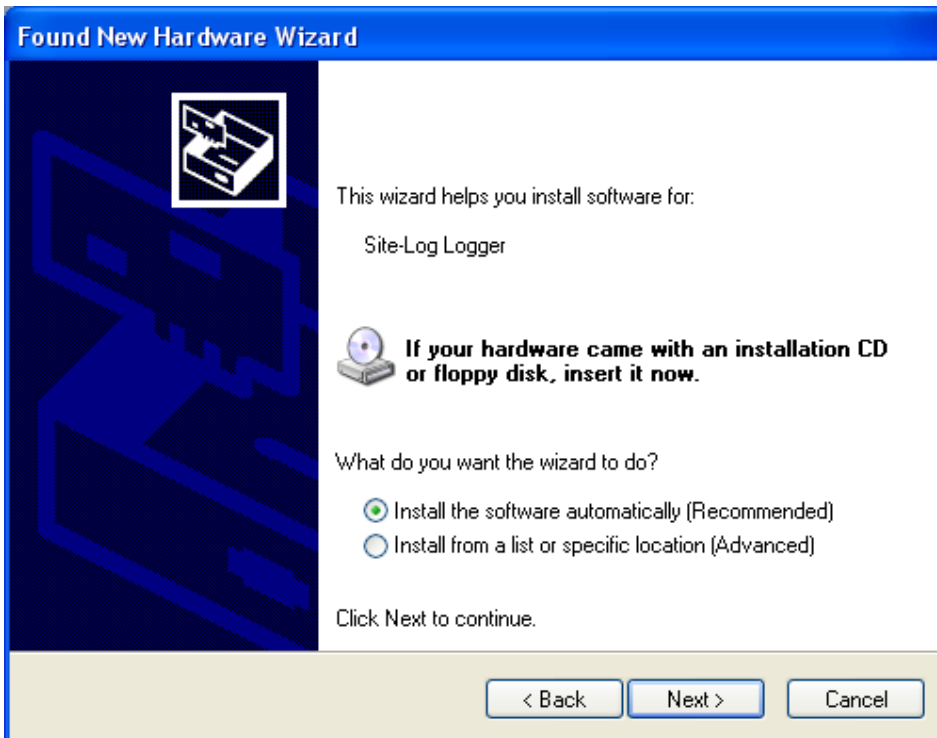 Found New Hardware Wizard
This wizard helps you install software for:
Site-Log Logger
If your hardware came with an installation CD
or floppy disk, insert it now.
What do you want the wizard to do?
Install the software automatically (Recommended)
Install from a list or specific location (Advanced)
Click Next to continue.
< Back Next > Cancel